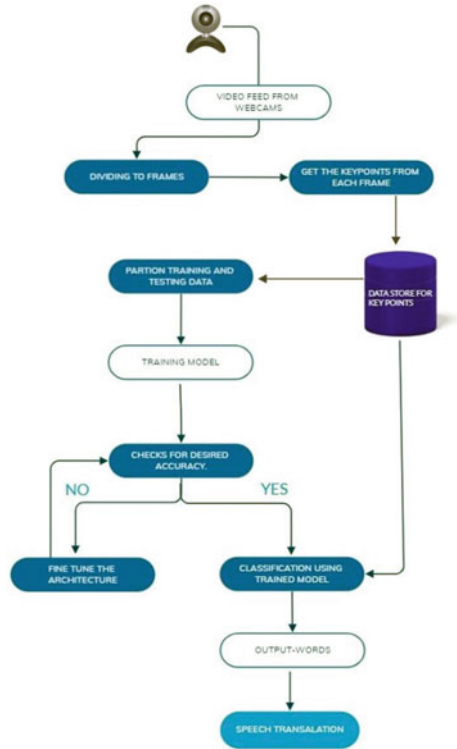 VIDEO FEED FROM
WEBCAMS
DIVIDING TO FRAMES
GET THE KEYPOINTS FROM
EACH FRAME
PARTION TRAINING AND
TESTING DATA
DATA STORE FOR
KEY POINTS
TRAINING MODEL
CHECKS FOR DESIRED
ACCURACY.
NO
YES
FINE TUNE THE
ARCHITECTURE
CLASSIFICATION USING
TRAINED MODEL
OUTPUT-WORDS
SPEECH TRANSALATION